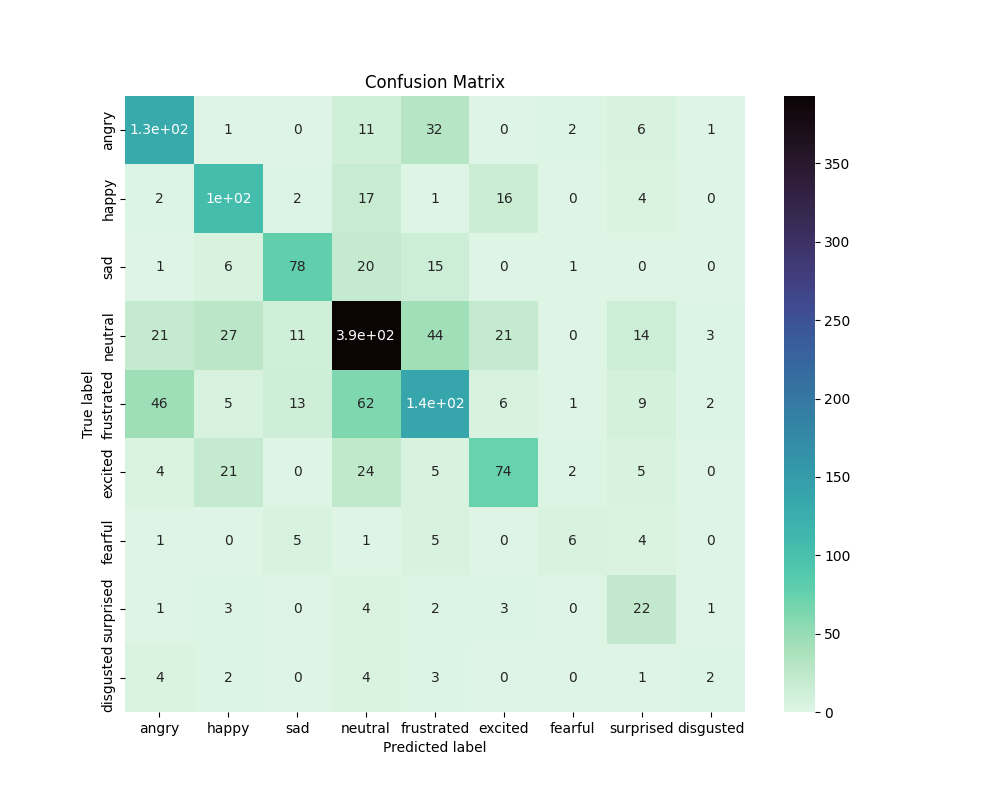 Confusion Matrix
angry 1.3e+02 1 0 11 32 0 2 6 1
happy 2 1e+02 2 17 1 16 0 4 0
sad 1 6 78 20 15 0 1 0 0
neutral 21 27 11 3.9e+02 44 21 0 14 3
frustrated 46 5 13 62 1.4e+02 6 1 9 2
excited 4 21 0 24 5 74 2 5 0
fearful 1 0 5 1 5 0 6 4 0
surprised 1 3 0 4 2 3 0 22 1
disgusted 4 2 0 4 3 0 0 1 2
angry happy sad neutral frustrated excited fearful surprised disgusted
Predicted label
True label
350
300
250
200
150
100
50
0